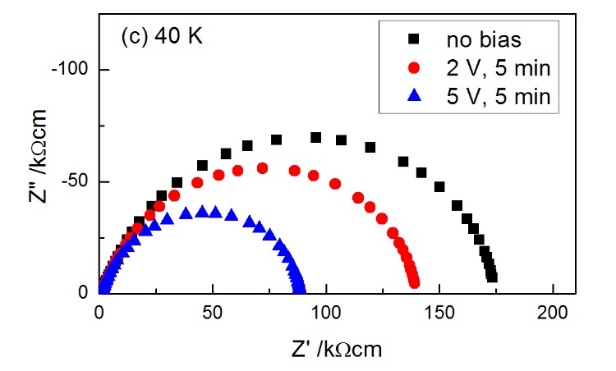 (c) 40 K
no bias
2 V, 5 min
5 V, 5 min
-100
-50
0
Z'' /kΩcm
0 50 100 150 200
Z' /kΩcm